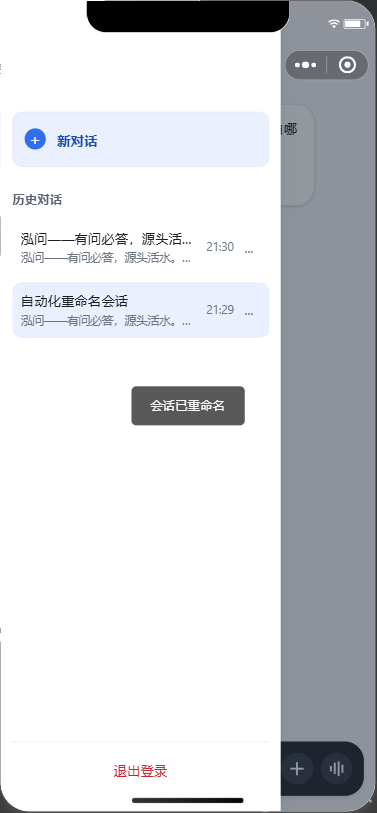 哪
新对话
历史对话
泓问——有问必答，源头活...
21:30
...
泓问——有问必答，源头活水。...
自动化重命名会话
21:29
...
泓问——有问必答，源头活水。...
会话已重命名
退出登录